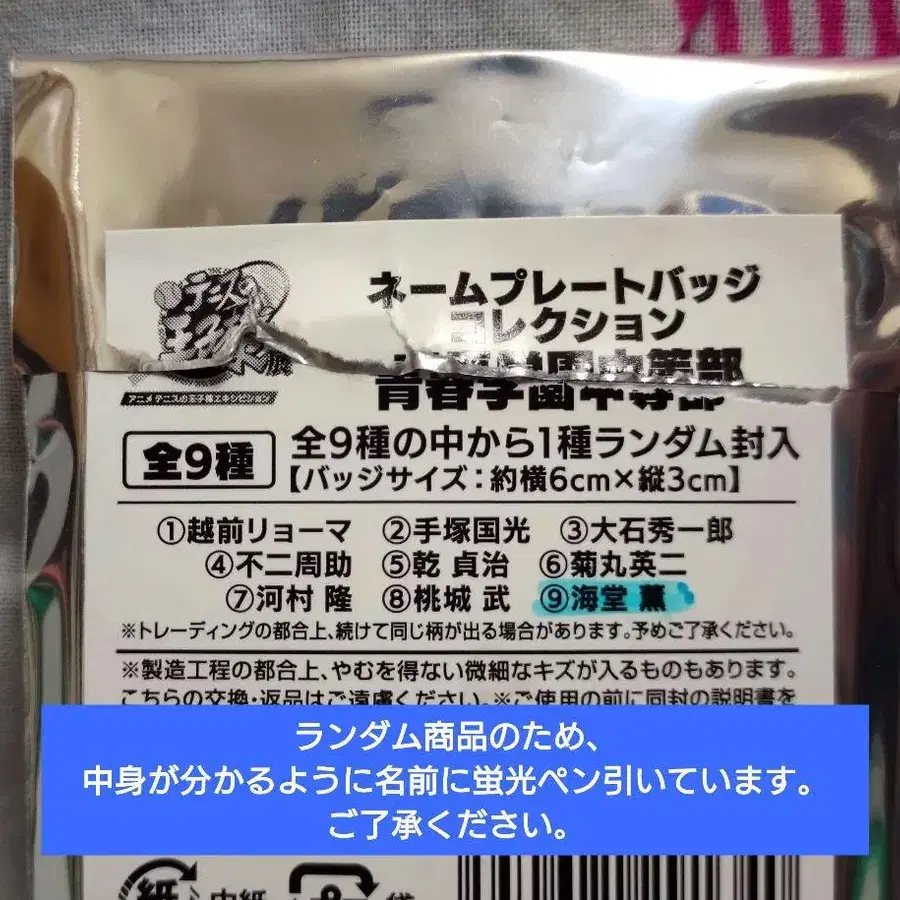 テニスの
王子様
展
アニメ テニスの王子様エキシビション
ネームプレートバッジ
コレクション
青春学園中等部
全9種
全9種の中から1種ランダム封入
【バッジサイズ:約横6cm×縦3cm】
①越前リョーマ ②手塚国光 ③大石秀一郎
④不二周助 ⑤乾 貞治 ⑥菊丸英二
⑦河村 隆 ⑧桃城 武 ⑨海堂 薫
※トレーディングの都合上、続けて同じ柄が出る場合があります。予めご了承ください。
※製造工程の都合上、やむを得ない微細なキズが入るものもあります。
こちらの交換・返品はご遠慮ください。※ご使用の前に同封の説明書を
ランダム商品のため、
中身が分かるように名前に蛍光ペン引いています。
ご了承ください。
紙 中紙 プラ 袋